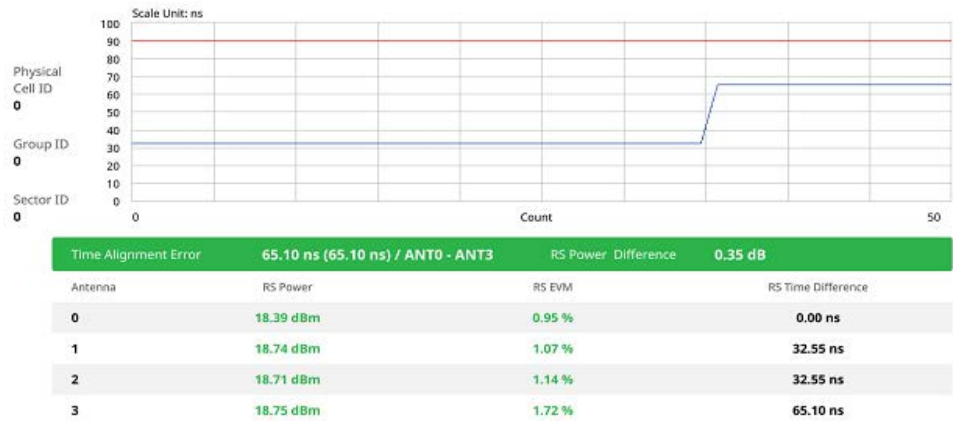 Scale Unit: ns
100
90
80
70
60
50
40
30
20
10
0
Physical
Cell ID
0
Group ID
0
Sector ID
0
0 Count 50
Time Alignment Error 65.10 ns (65.10 ns) / ANT0 - ANT3 RS Power Difference 0.35 dB
Antenna RS Power RS EVM RS Time Difference
0 18.39 dBm 0.95 % 0.00 ns
1 18.74 dBm 1.07 % 32.55 ns
2 18.71 dBm 1.14 % 32.55 ns
3 18.75 dBm 1.72 % 65.10 ns